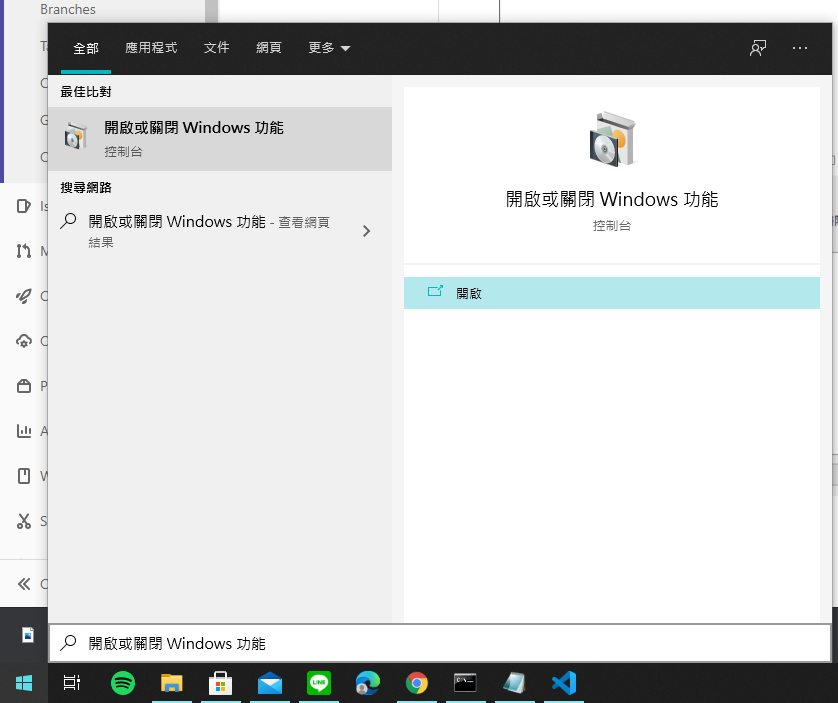 Branches
全部 應用程式 文件 網頁 更多
最佳比對
開啟或關閉 Windows 功能
控制台
搜尋網路
開啟或關閉 Windows 功能 - 查看網頁
結果
開啟或關閉 Windows 功能
控制台
開啟
開啟或關閉 Windows 功能
LINE